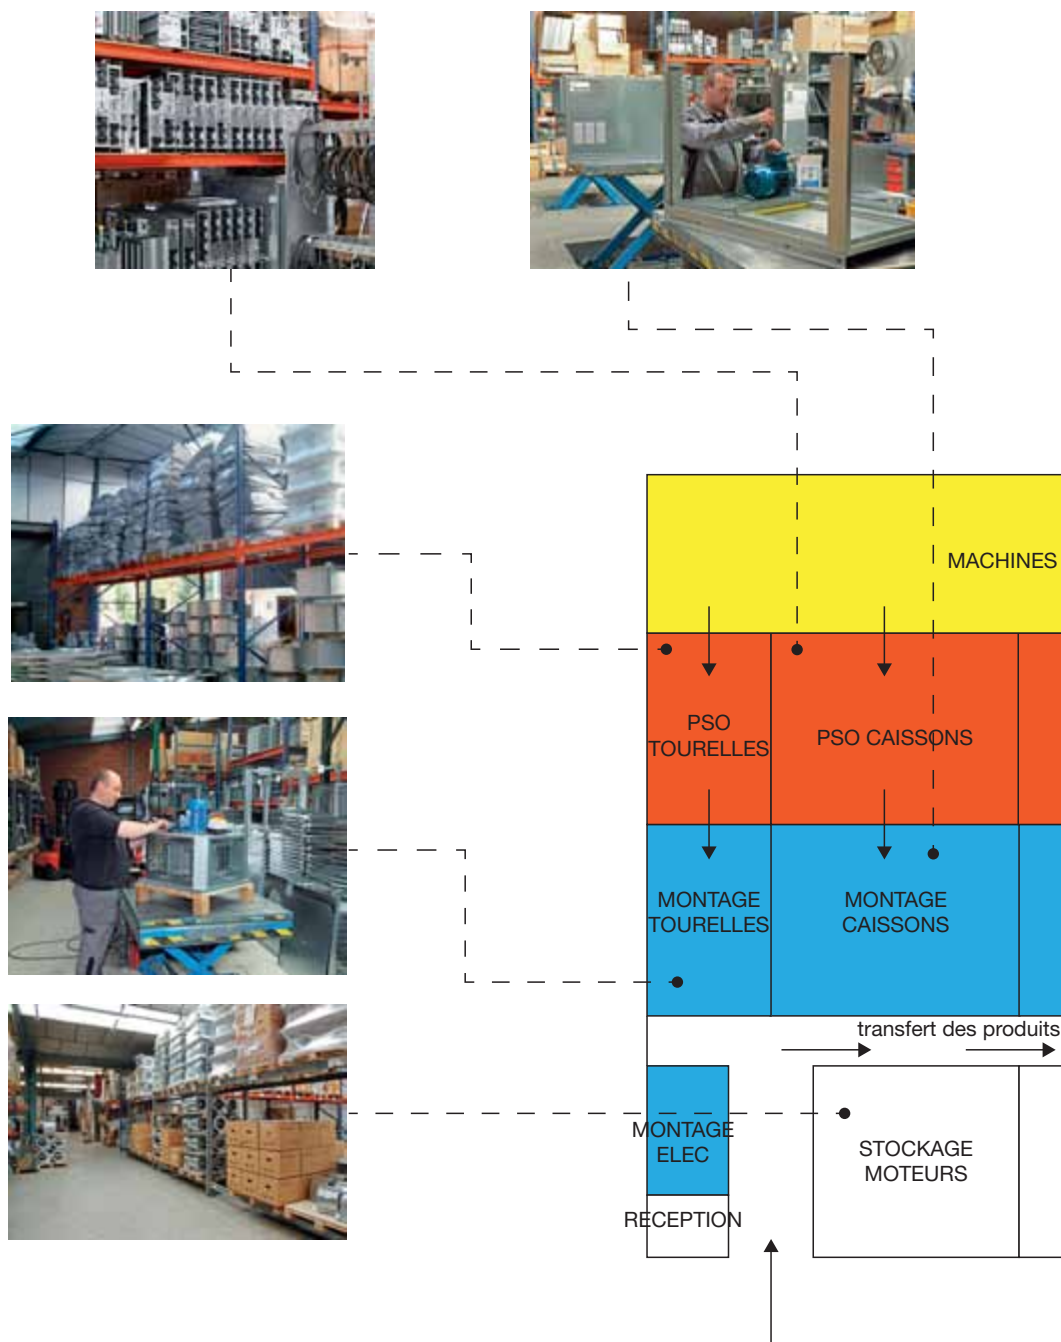 MACHINES
PSO
TOURELLES
PSO CAISSONS
MONTAGE
TOURELLES
MONTAGE
CAISSONS
transfert des produits
MONTAGE
ELEC
STOCKAGE
MOTEURS
RECEPTION